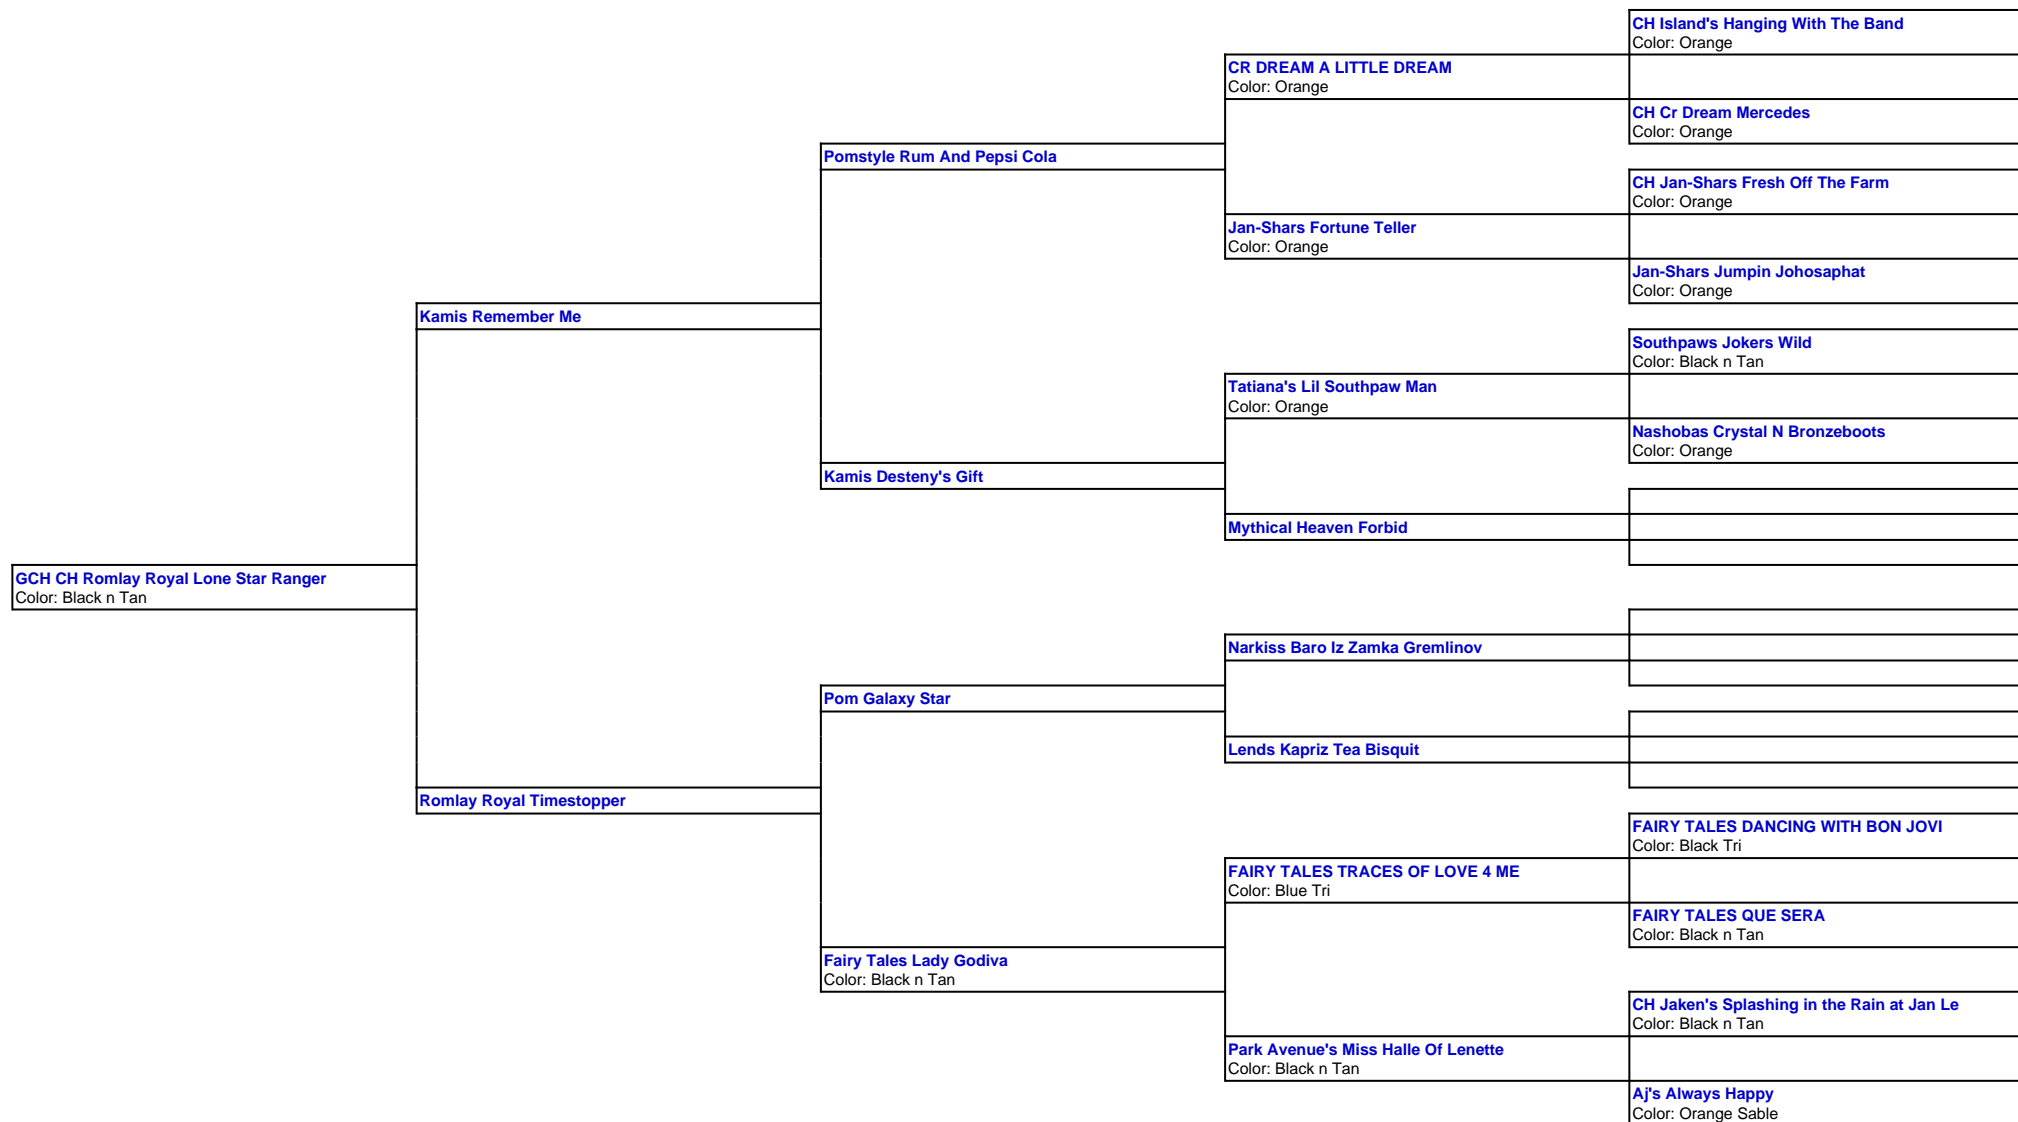 CH Island's Hanging With The Band
Color: Orange
CR DREAM A LITTLE DREAM
Color: Orange
CH Cr Dream Mercedes
Color: Orange
Pomstyle Rum And Pepsi Cola
CH Jan-Shars Fresh Off The Farm
Color: Orange
Jan-Shars Fortune Teller
Color: Orange
Jan-Shars Jumpin Johosaphat
Color: Orange
Kamis Remember Me
Southpaws Jokers Wild
Color: Black n Tan
Tatiana's Lil Southpaw Man
Color: Orange
Nashobas Crystal N Bronzeboots
Color: Orange
Kamis Desteny's Gift
Mythical Heaven Forbid
GCH CH Romlay Royal Lone Star Ranger
Color: Black n Tan
Narkiss Baro Iz Zamka Gremlinov
Pom Galaxy Star
Lends Kapriz Tea Bisquit
Romlay Royal Timestopper
FAIRY TALES DANCING WITH BON JOVI
Color: Black Tri
FAIRY TALES TRACES OF LOVE 4 ME
Color: Blue Tri
FAIRY TALES QUE SERA
Color: Black n Tan
Fairy Tales Lady Godiva
Color: Black n Tan
CH Jaken's Splashing in the Rain at Jan Le
Color: Black n Tan
Park Avenue's Miss Halle Of Lenette
Color: Black n Tan
Aj's Always Happy
Color: Orange Sable